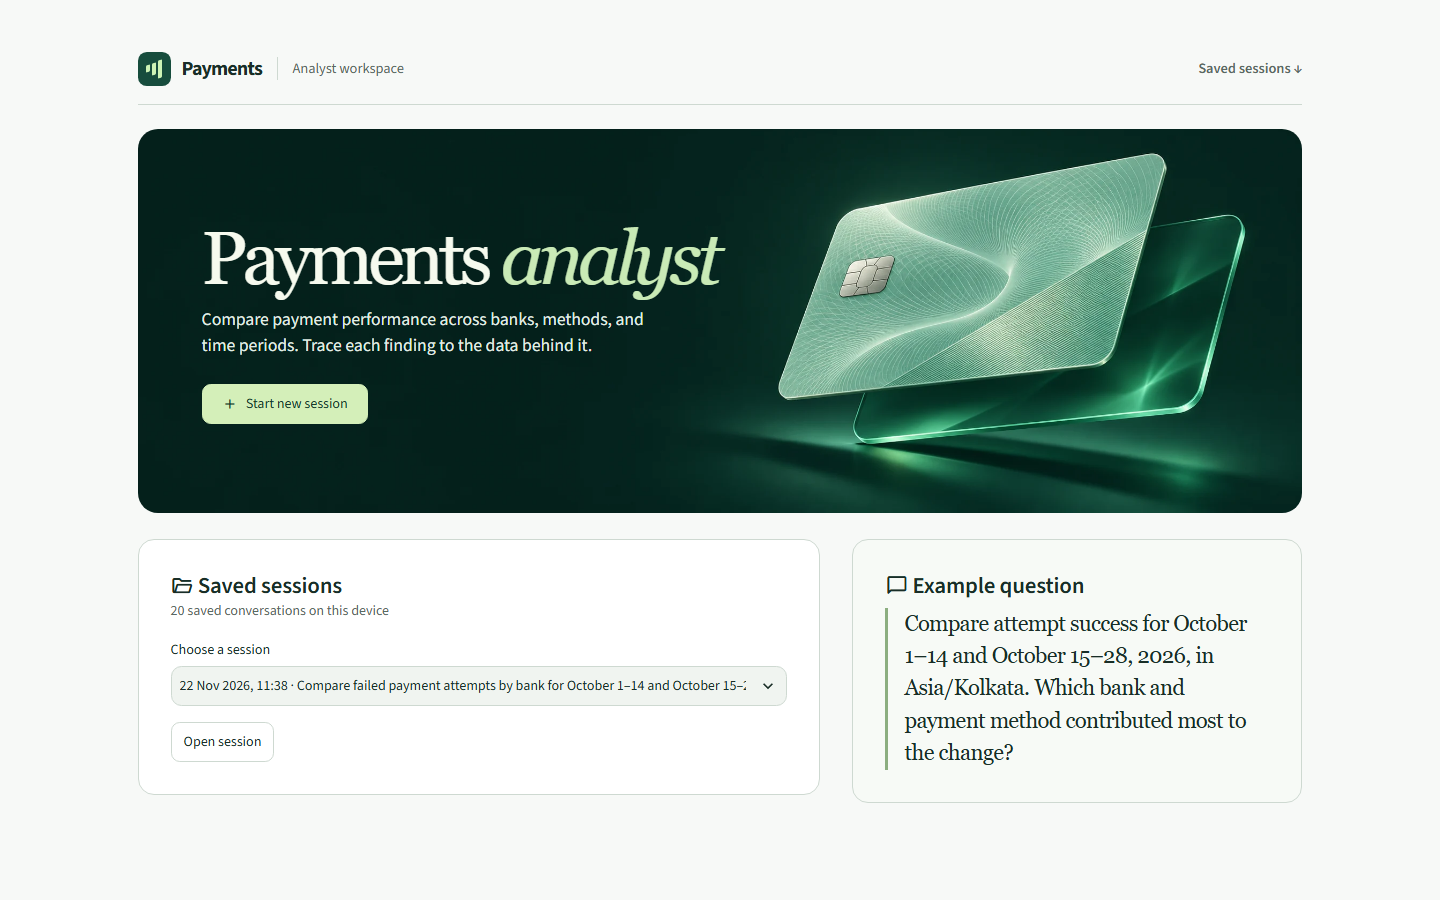 Payments
Analyst workspace
Saved sessions ↓
Payments analyst
Compare payment performance across banks, methods, and
time periods. Trace each finding to the data behind it.
+ Start new session
Saved sessions
20 saved conversations on this device
Choose a session
22 Nov 2026, 11:38 · Compare failed payment attempts by bank for October 1–14 and October 15–
Open session
Example question
Compare attempt success for October
1–14 and October 15–28, 2026, in
Asia/Kolkata. Which bank and
payment method contributed most to
the change?